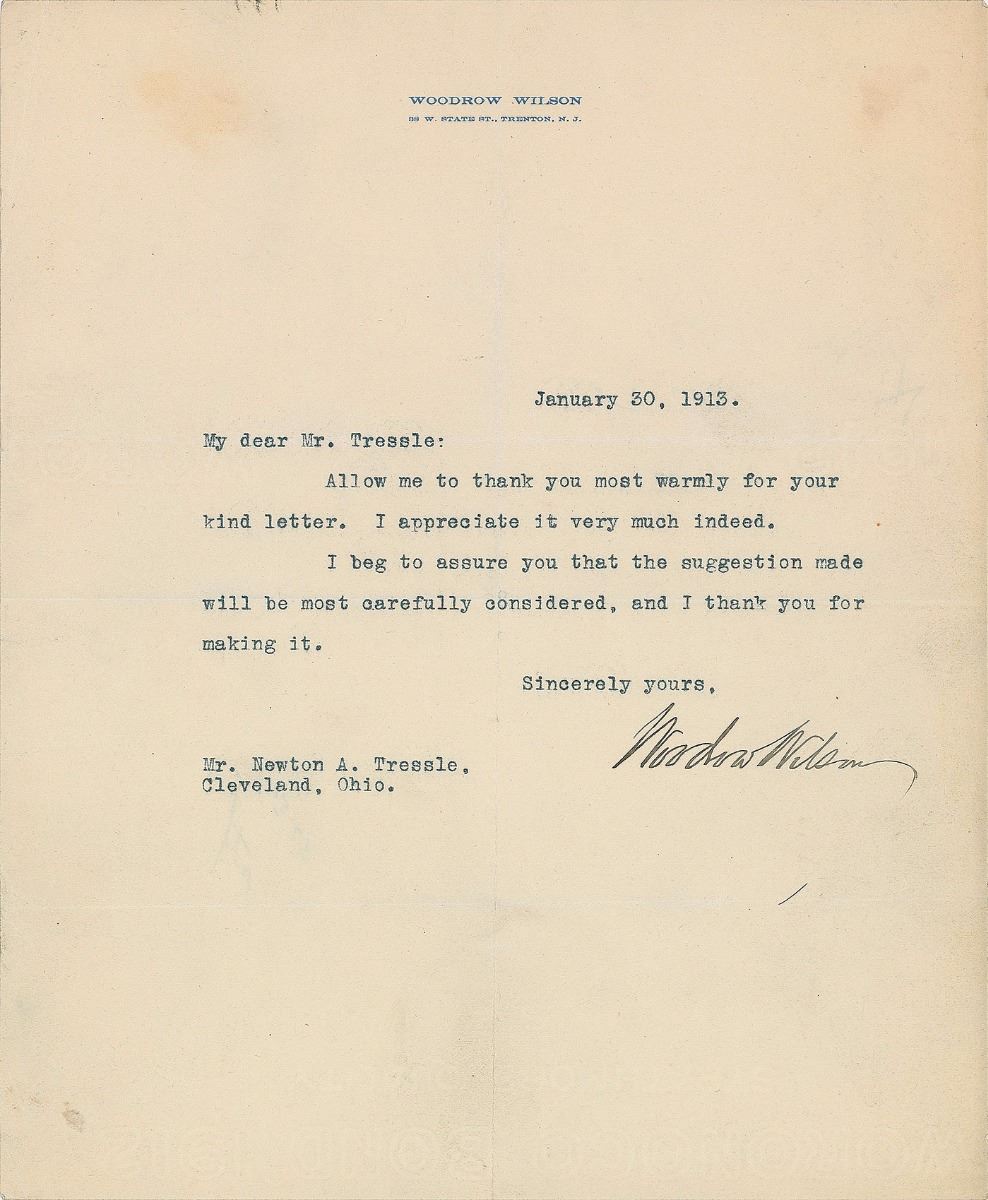 WOODROW WILSON
W. STATE ST., TRENTON, N. J.
January 30, 1913.
My dear Mr. Tressle:
Allow me to thank you most warmly for your
kind letter. I appreciate it very much indeed.
I beg to assure you that the suggestion made
will be most carefully considered, and I thank you for
making it.
Sincerely yours,
Woodrow Wilson
Mr. Newton A. Tressle,
Cleveland, Ohio.